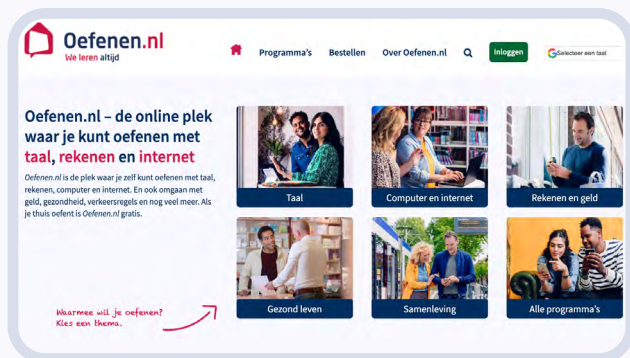 Oefenen.nl
We leren altijd
Programma's
Bestellen
Over Oefenen.nl
Inloggen
Selecteer een taal
Oefenen.nl – de online plek
waar je kunt oefenen met
taal, rekenen en internet
Oefenen.nl is de plek waar je zelf kunt oefenen met taal,
rekenen, computer en internet. En ook omgaan met
geld, gezondheid, verkeersregels en nog veel meer. Als
je thuis oefent is Oefenen.nl gratis.
Taal
Computer en internet
Rekenen en geld
Gezond leven
Samenleving
Alle programma's
Waarmee wil je oefenen?
Kies een thema.